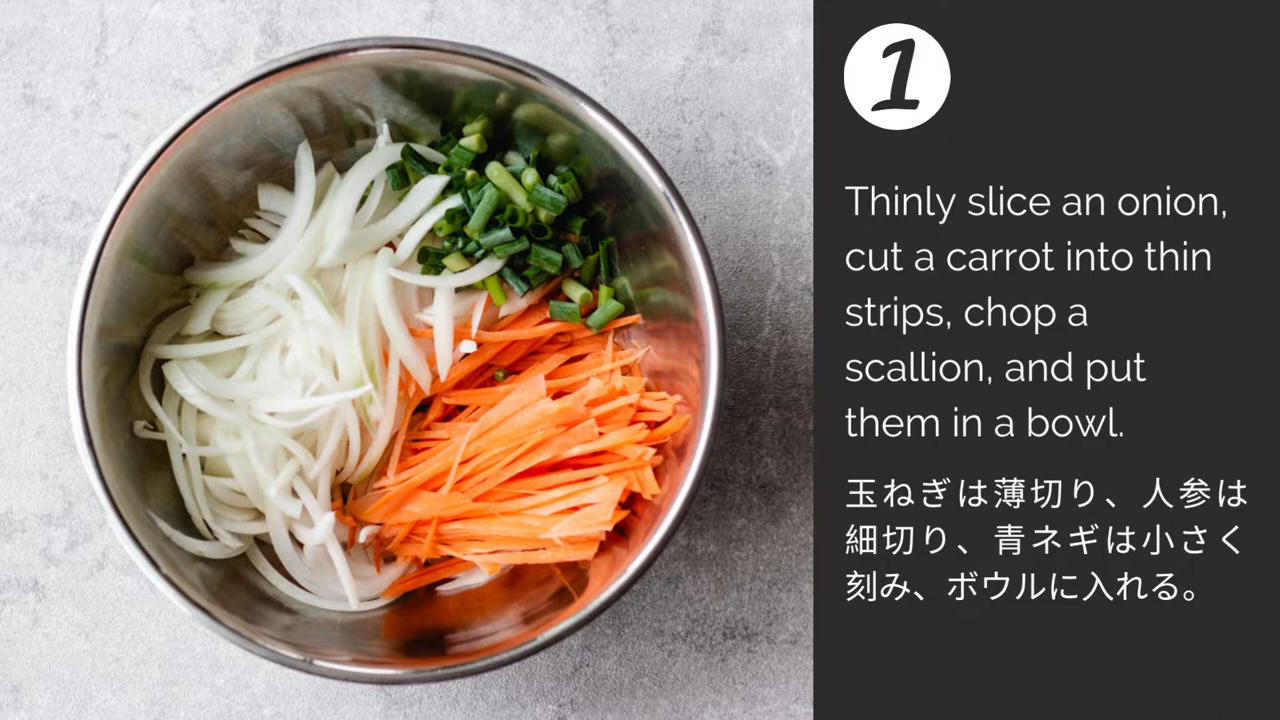 1
Thinly slice an onion,
cut a carrot into thin
strips, chop a
scallion, and put
them in a bowl.
玉ねぎは薄切り、人参は
細切り、青ネギは小さく
刻み、ボウルに入れる。